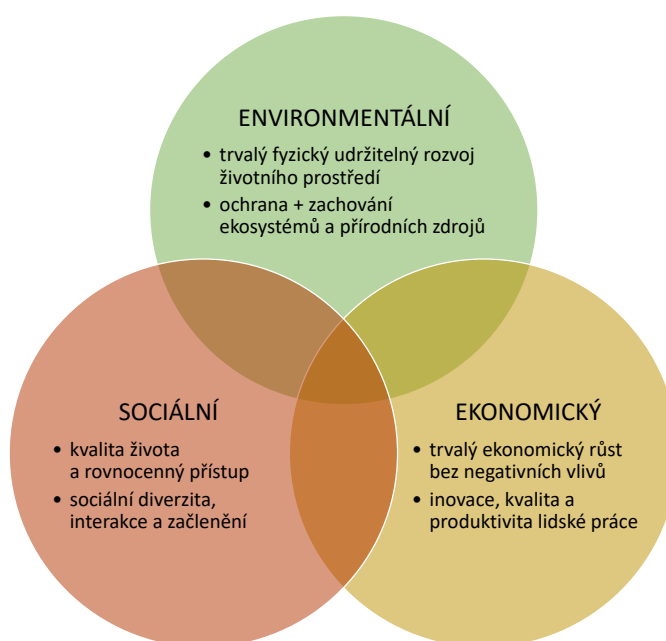 ENVIRONMENTÁLNÍ
• trvalý fyzický udržitelný rozvoj
životního prostředí
• ochrana + zachování
ekosystémů a přírodních zdrojů
SOCIÁLNÍ
• kvalita života
a rovnocenný přístup
• sociální diverzita,
interakce a začlenění
EKONOMICKÝ
• trvalý ekonomický růst
bez negativních vlivů
• inovace, kvalita a
produktivita lidské práce